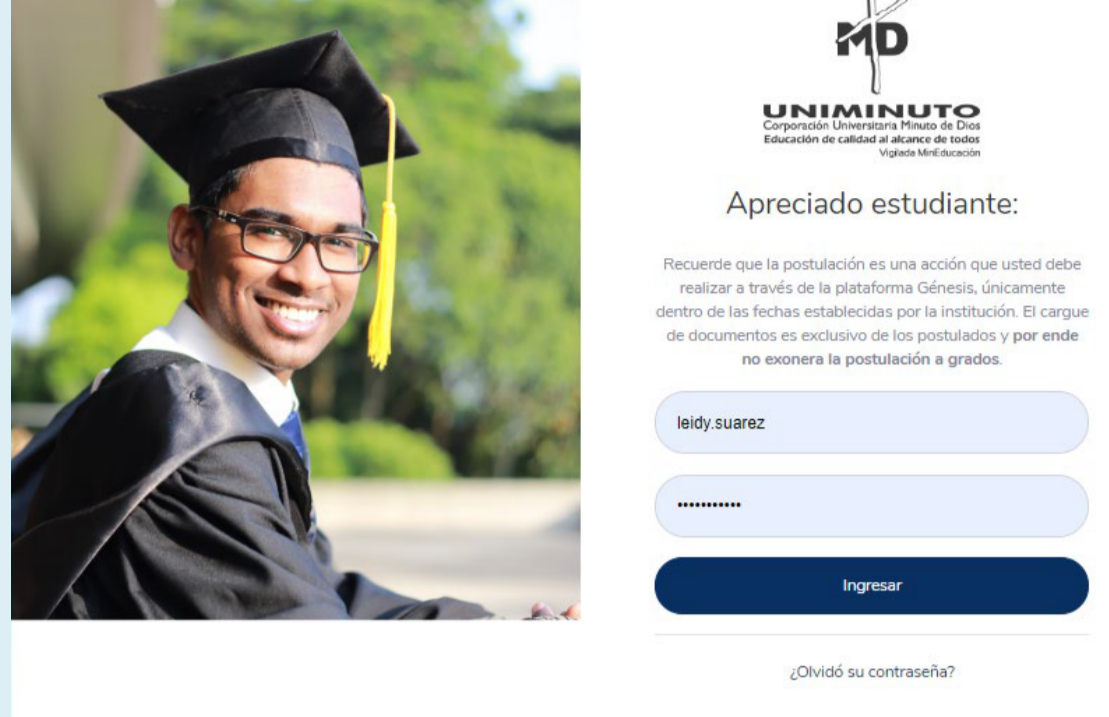 MD
UNIMINUTO
Corporación Universitaria Minuto de Dios
Educación de calidad al alcance de todos
Vigilada MinEducación
Apreciado estudiante:
Recuerde que la postulación es una acción que usted debe
realizar a través de la plataforma Génesis, únicamente
dentro de las fechas establecidas por la institución. El cargue
de documentos es exclusivo de los postulados y por ende
no exonera la postulación a grados.
leidy.suarez
•••••••••••
Ingresar
¿Olvidó su contraseña?